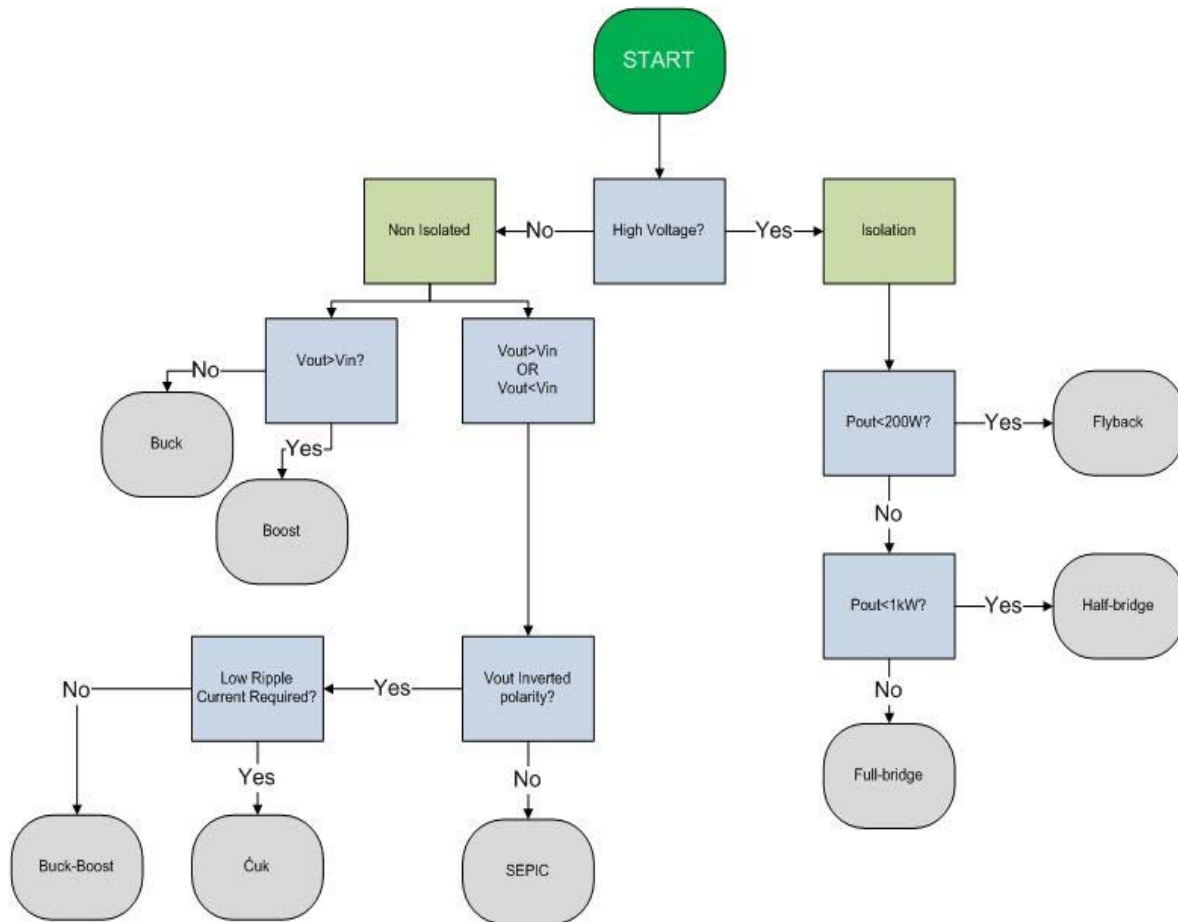 START
Non Isolated
No
High Voltage?
Yes
Isolation
Vout>Vin?
Vout>Vin
OR
Vout<Vin
No
Buck
Yes
Boost
Pout<200W?
Yes
Flyback
No
Pout<1kW?
Yes
Half-bridge
No
Full-bridge
Low Ripple
Current Required?
Yes
Vout Inverted
polarity?
No
Yes
No
Buck-Boost
Ćuk
SEPIC